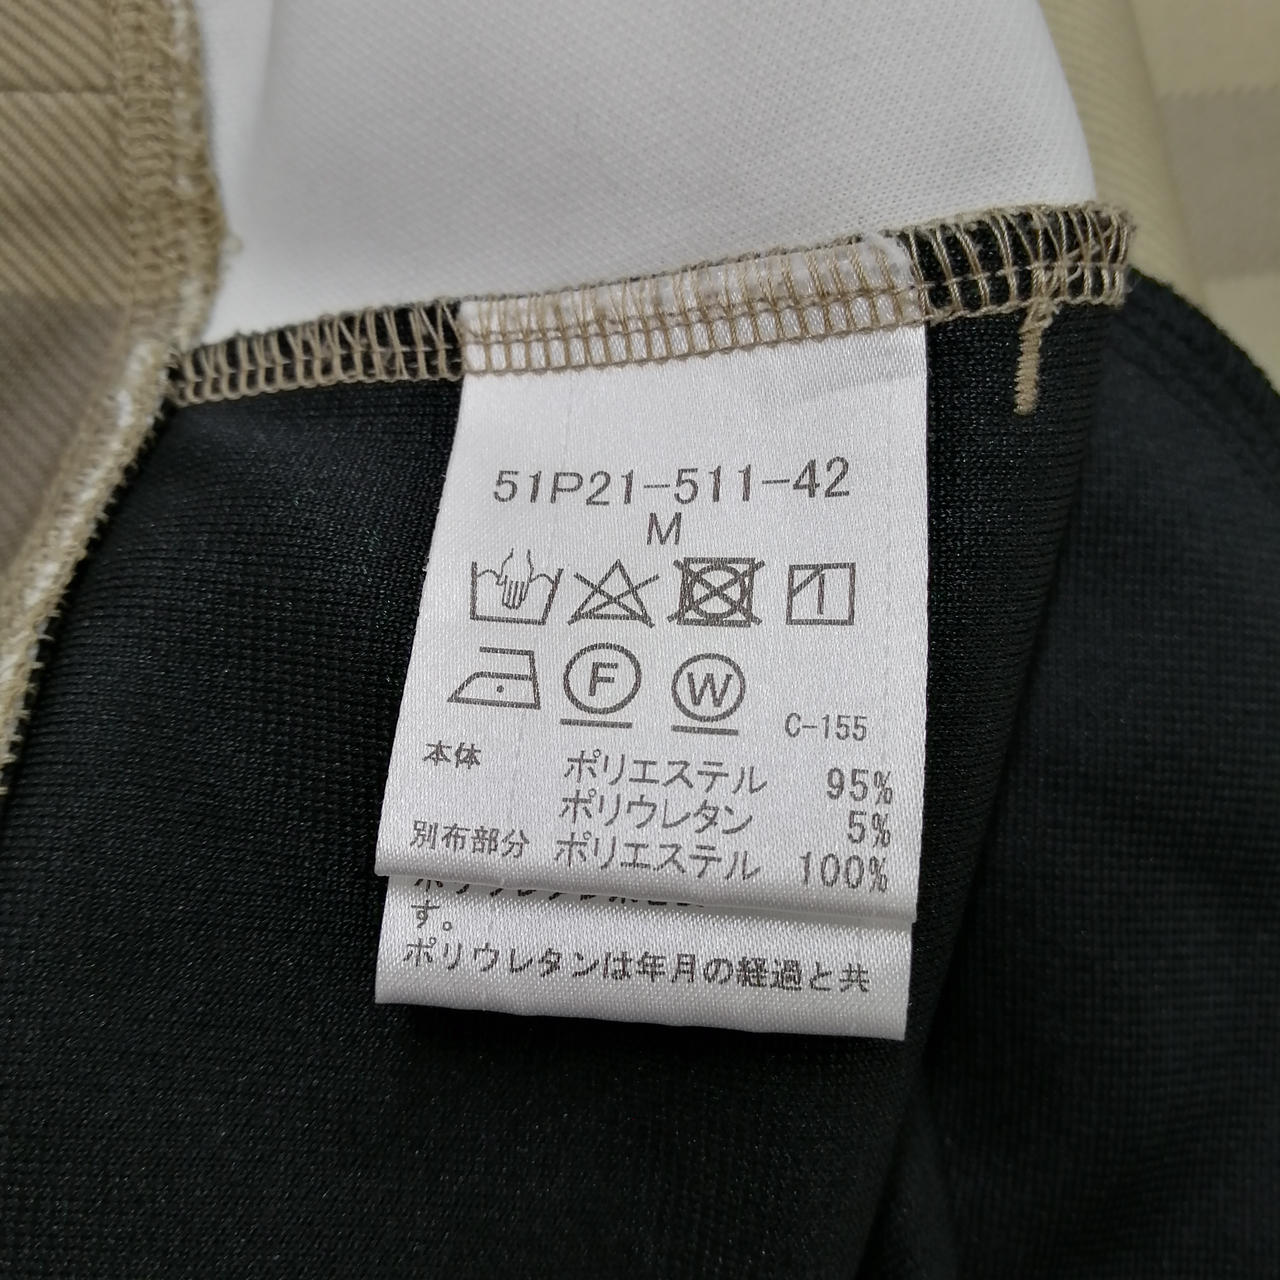 51P21-511-42
M
1
F W C-155
本体 ポリエステル 95%
ポリウレタン 5%
別布部分 ポリエステル 100%
す。
ポリウレタンは年月の経過と共